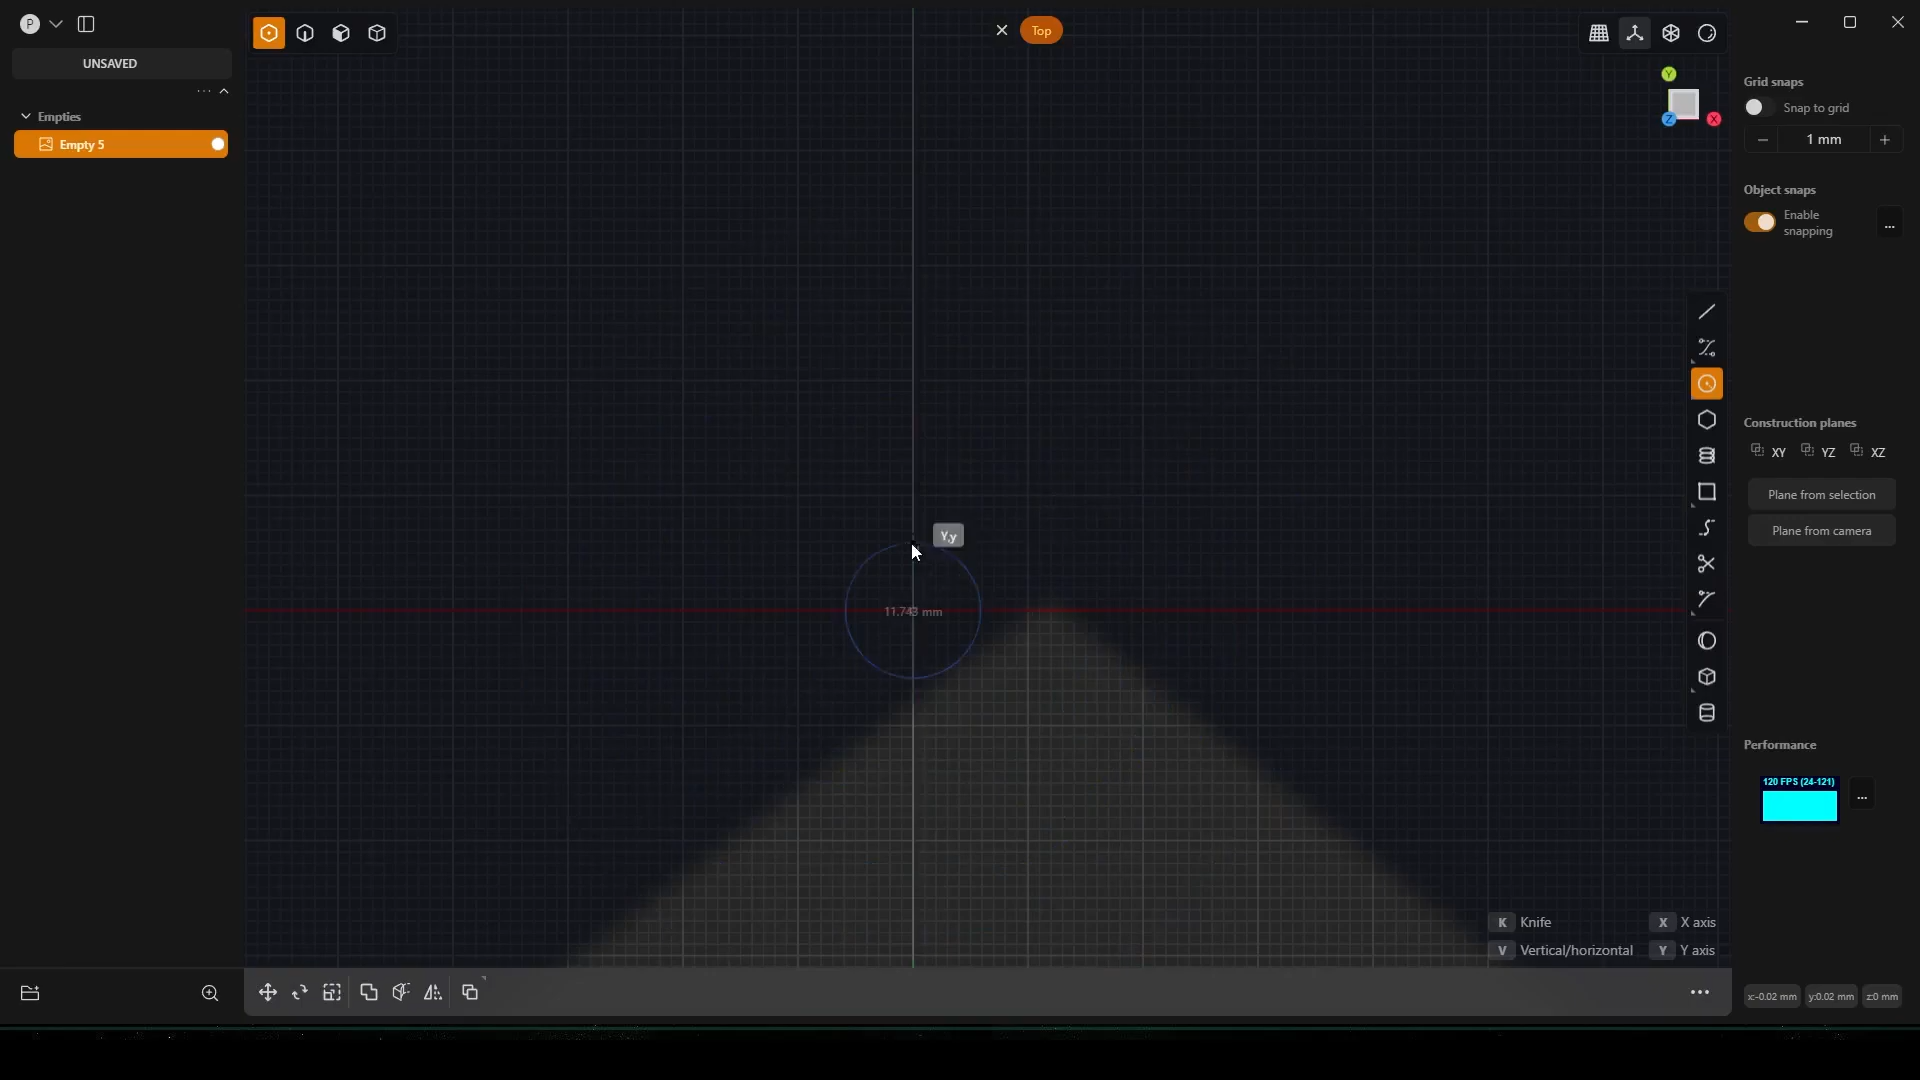 P
UNSAVED
Empties
Empty 5
Top
Y
Z
X
Y,y
11.743 mm
Grid snaps
Snap to grid
1 mm
Object snaps
Enable
snapping
...
Construction planes
XY
YZ
XZ
Plane from selection
Plane from camera
Performance
120 FPS (24-121)
...
K Knife
X X axis
V Vertical/horizontal
Y Y axis
x:-0.02 mm
y:0.02 mm
z:0 mm